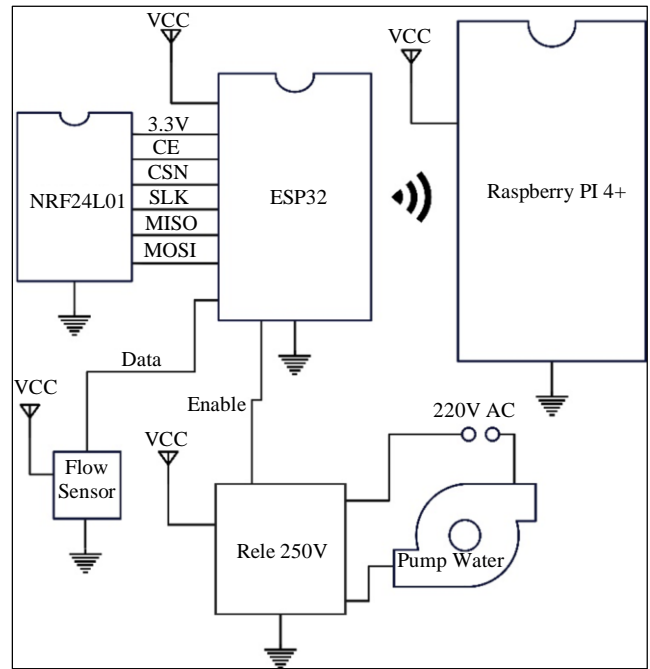 VCC
VCC
3.3V
CE
CSN
SLK
MISO
MOSI
NRF24L01
ESP32
Raspberry PI 4+
Data
Enable
VCC
Flow
Sensor
VCC
220V AC
Rele 250V
Pump Water